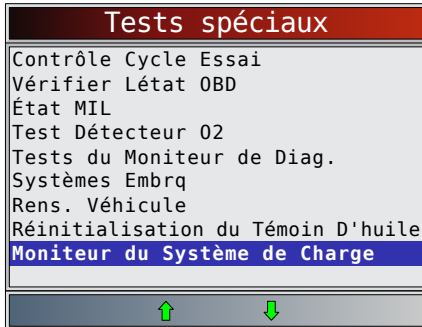 Tests spéciaux
Contrôle Cycle Essai
Vérifier Létat OBD
État MIL
Test Détecteur O2
Tests du Moniteur de Diag.
Systèmes Embrq
Rens. Véhicule
Réinitialisation du Témoin D'huile
Moniteur du Système de Charge